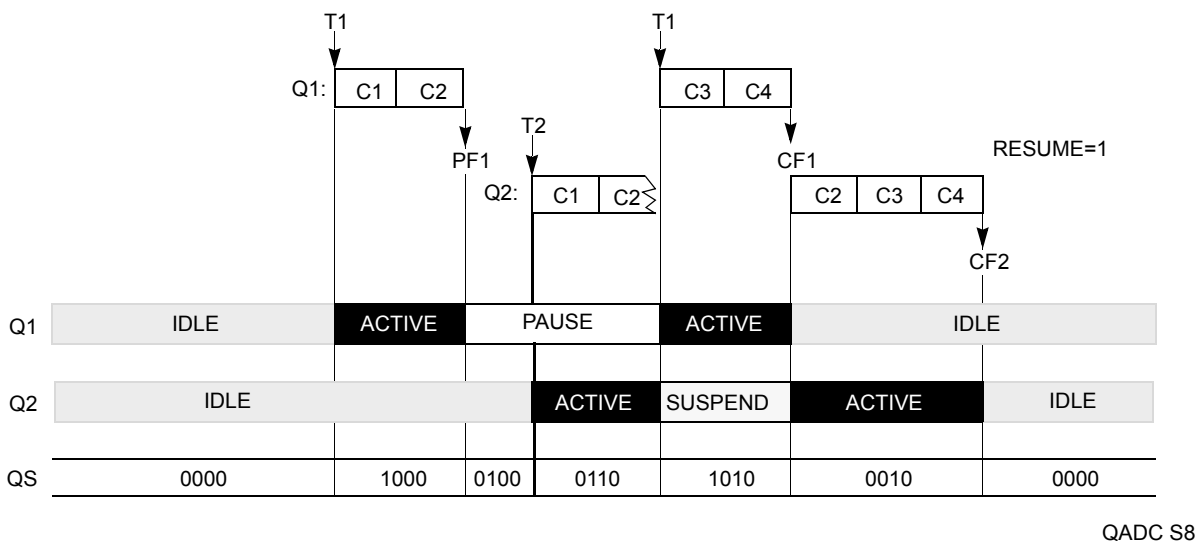 T1 T1
Q1: C1 C2 C3 C4
T2
PF1 CF1 RESUME=1
Q2: C1 C2 C2 C3 C4
CF2
Q1 IDLE ACTIVE PAUSE ACTIVE IDLE
Q2 IDLE ACTIVE SUSPEND ACTIVE IDLE
QS 0000 1000 0100 0110 1010 0010 0000
QADC S8